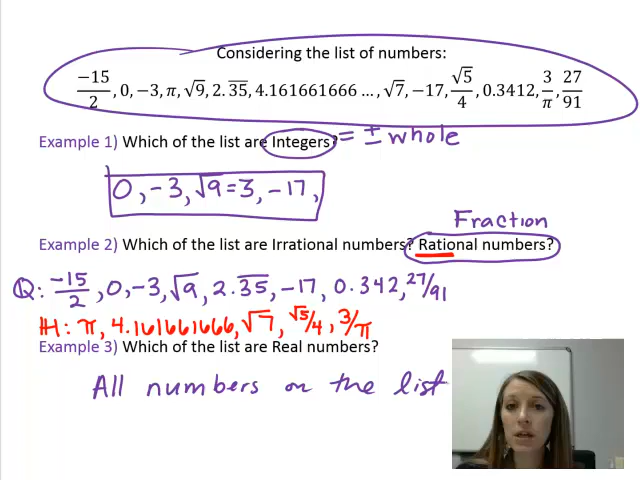 Considering the list of numbers:
−15/2, 0, −3, π, √9, 2.3̅5̅, 4.161661666 …, √7, −17, √5/4, 0.3412, 3/π, 27/91
Example 1) Which of the list are Integers? = ± whole
0, −3, √9 = 3, −17,
Fraction
Example 2) Which of the list are Irrational numbers? Rational numbers?
Q: −15/2, 0, −3, √9, 2.3̅5̅, −17, 0.342, 27/91
H: π, 4.161661666, √7, √5/4, 3/π
Example 3) Which of the list are Real numbers?
All numbers on the list